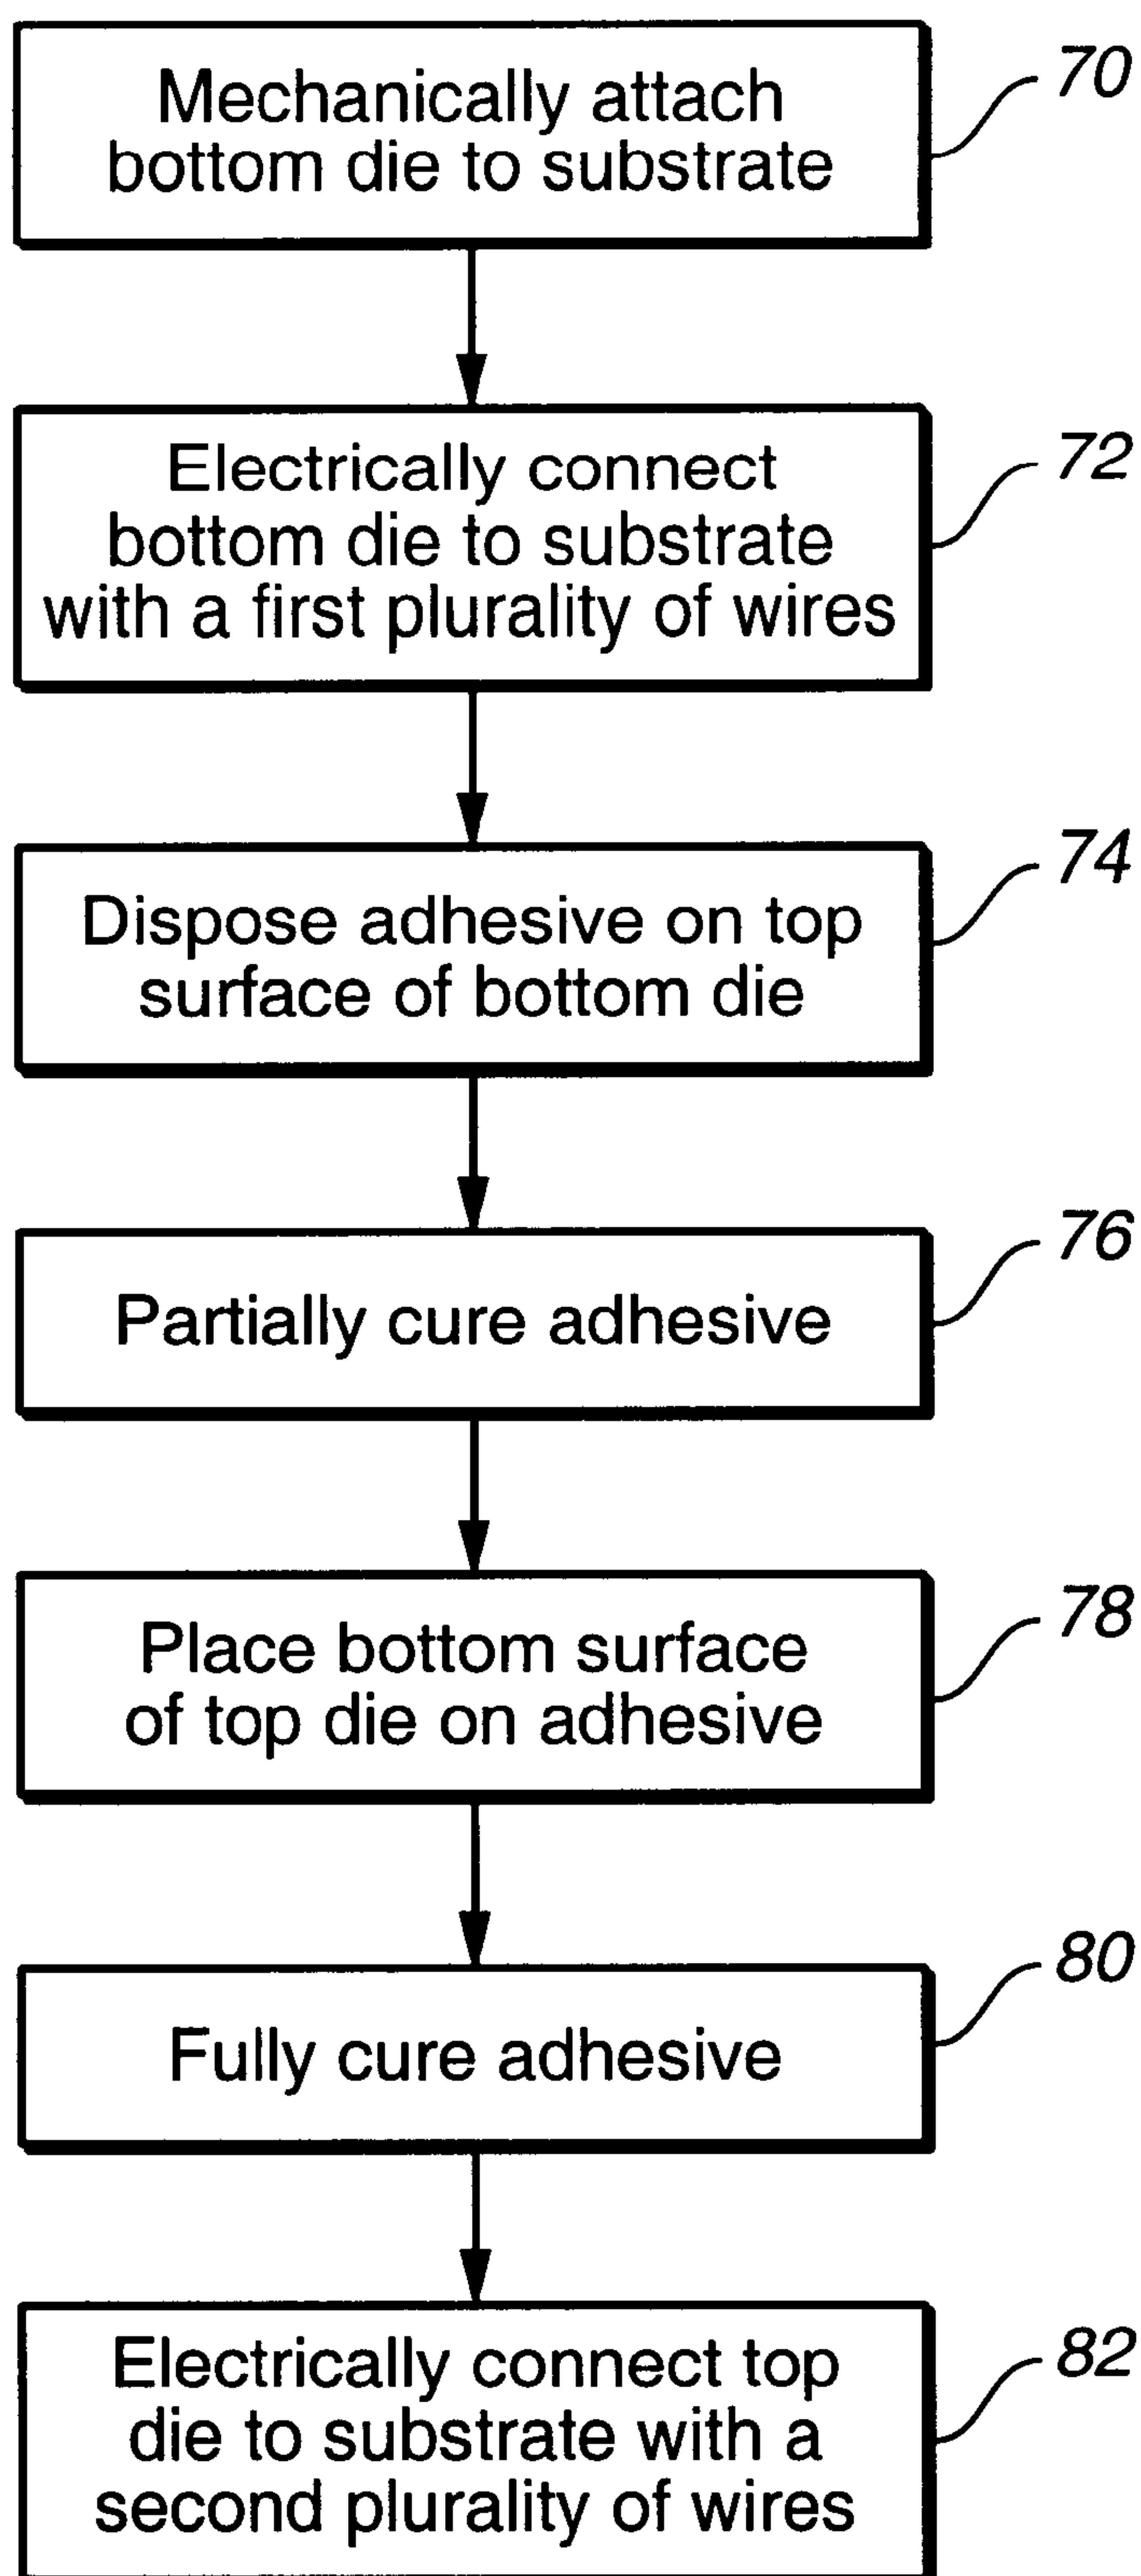 Mechanically attach
bottom die to substrate
70
Electrically connect
bottom die to substrate
with a first plurality of wires
72
Dispose adhesive on top
surface of bottom die
74
Partially cure adhesive
76
Place bottom surface
of top die on adhesive
78
Fully cure adhesive
80
Electrically connect top
die to substrate with a
second plurality of wires
82